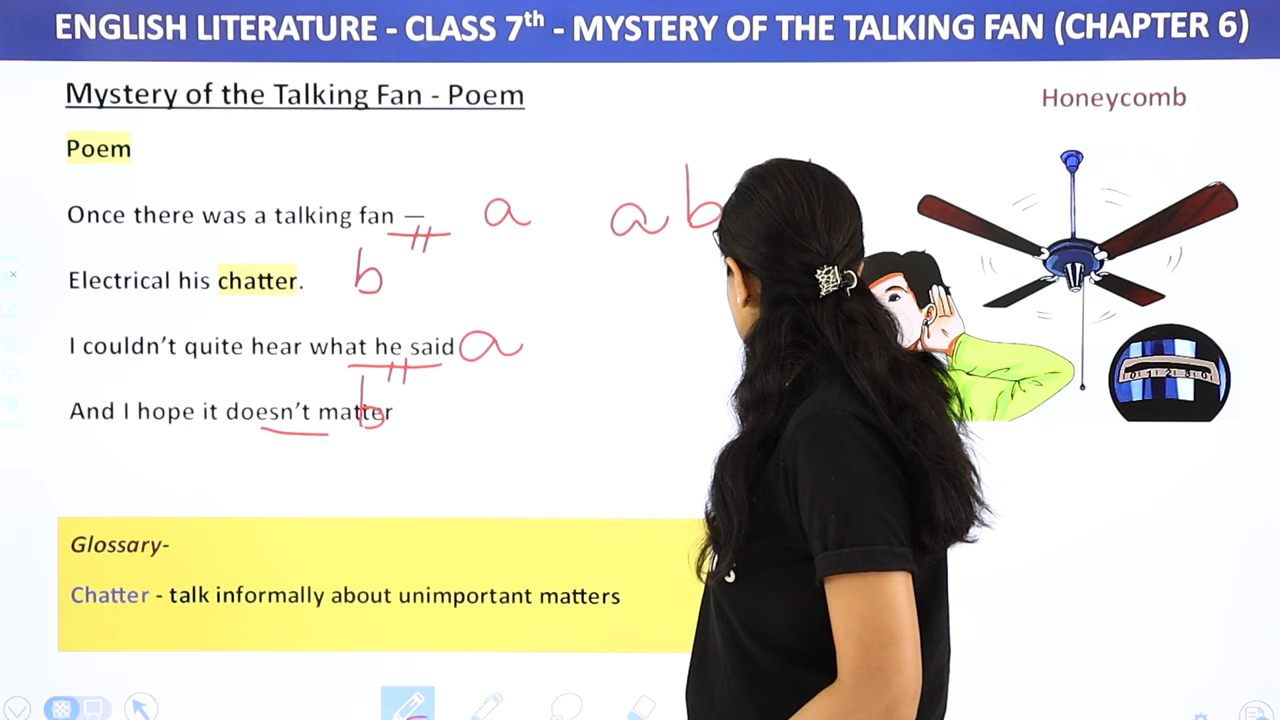 ENGLISH LITERATURE - CLASS 7th - MYSTERY OF THE TALKING FAN (CHAPTER 6)
Mystery of the Talking Fan - Poem
Honeycomb
Poem
Once there was a talking fan – a a b
Electrical his chatter. b
I couldn't quite hear what he said a
And I hope it doesn't matter b
Glossary-
Chatter - talk informally about unimportant matters